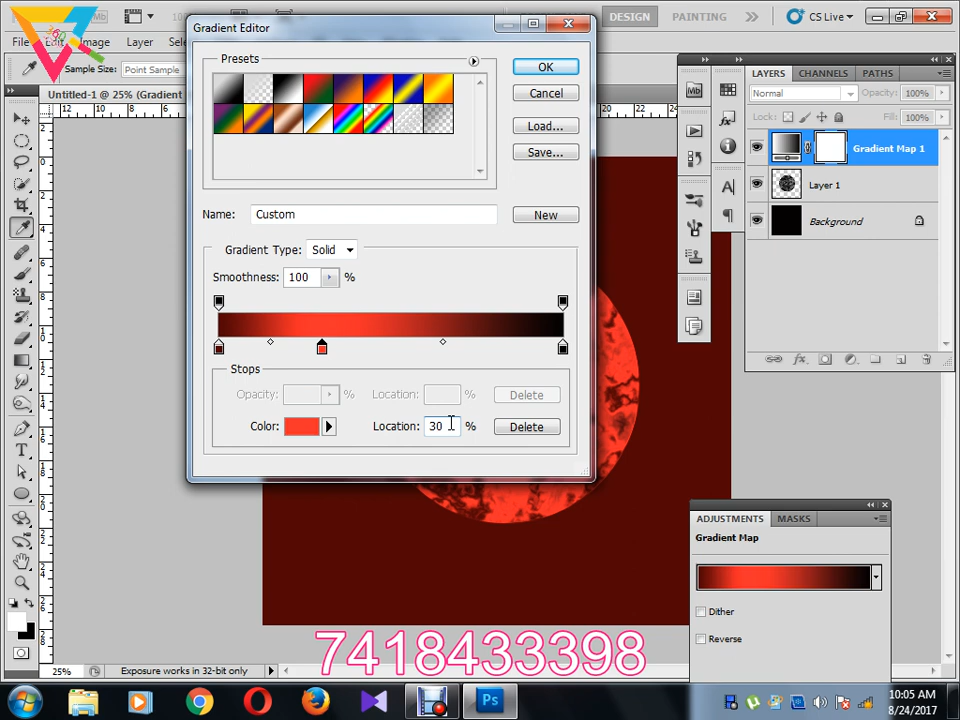 Gradient Editor
DESIGN
PAINTING
CS Live
File
Edit
Image
Layer
360
Sample Size:
Point Sample
Untitled-1 @ 25% (Gradient
Presets
OK
Cancel
Load...
Save...
Name:
Custom
New
Gradient Type:
Solid
Smoothness:
100
%
Stops
Opacity:
%
Location:
%
Delete
Color:
Location:
30
%
Delete
LAYERS
CHANNELS
PATHS
Normal
Opacity:
100%
Lock:
Fill:
100%
Gradient Map 1
Layer 1
Background
ADJUSTMENTS
MASKS
Gradient Map
Dither
Reverse
7418433398
25%
Exposure works in 32-bit only
Ps
10:05 AM
8/24/2017